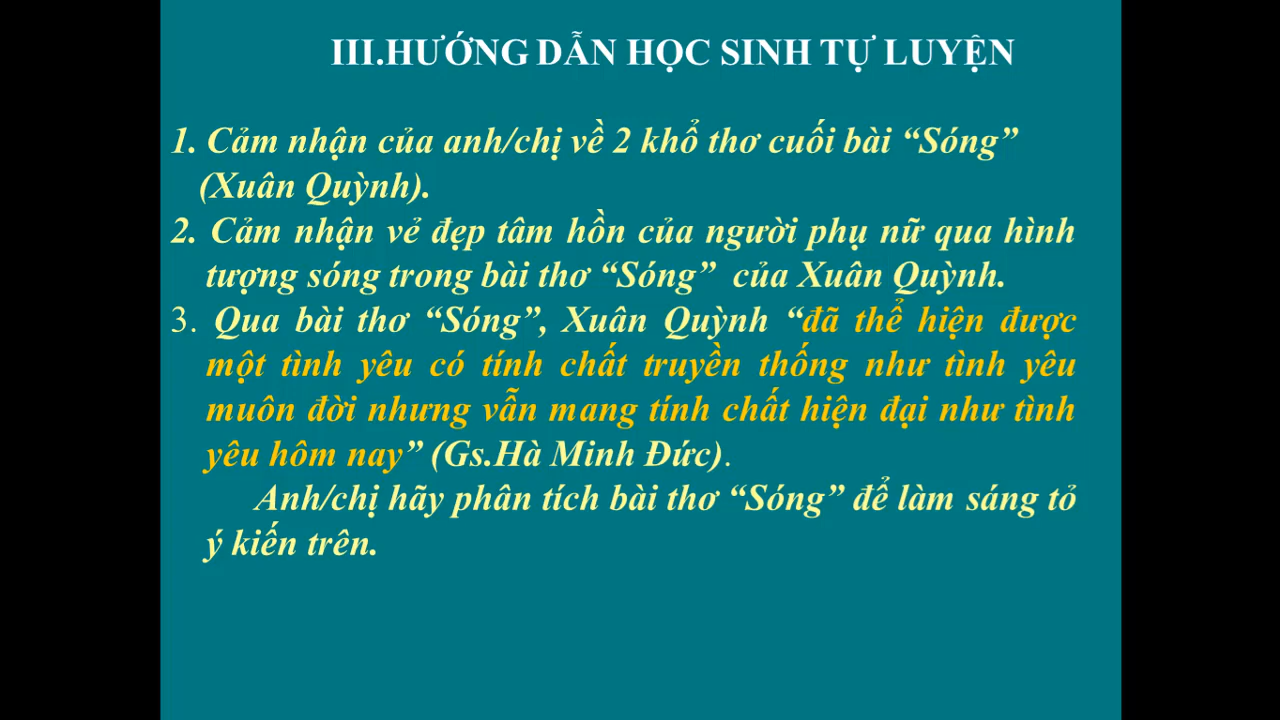 III.HƯỚNG DẪN HỌC SINH TỰ LUYỆN
1. Cảm nhận của anh/chị về 2 khổ thơ cuối bài “Sóng”
(Xuân Quỳnh).
2. Cảm nhận vẻ đẹp tâm hồn của người phụ nữ qua hình
tượng sóng trong bài thơ “Sóng” của Xuân Quỳnh.
3. Qua bài thơ “Sóng”, Xuân Quỳnh “đã thể hiện được
một tình yêu có tính chất truyền thống như tình yêu
muôn đời nhưng vẫn mang tính chất hiện đại như tình
yêu hôm nay” (Gs.Hà Minh Đức).
Anh/chị hãy phân tích bài thơ “Sóng” để làm sáng tỏ
ý kiến trên.